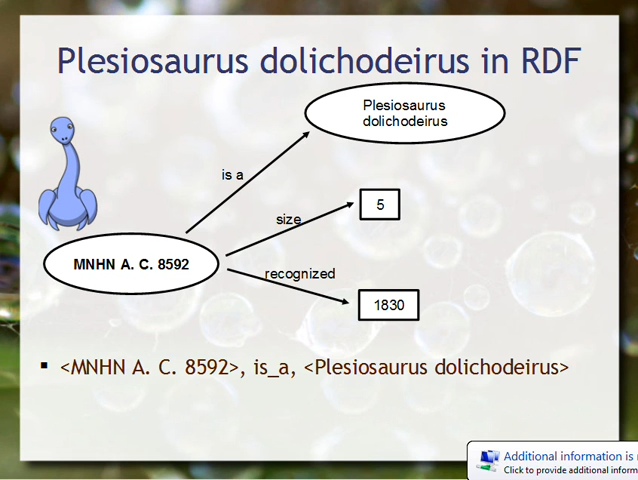 Plesiosaurus dolichodeirus in RDF
Plesiosaurus
dolichodeirus
is a
5
size
MNHN A. C. 8592
recognized
1830
<MNHN A. C. 8592>, is_a, <Plesiosaurus dolichodeirus>
Additional information is
Click to provide additional inform